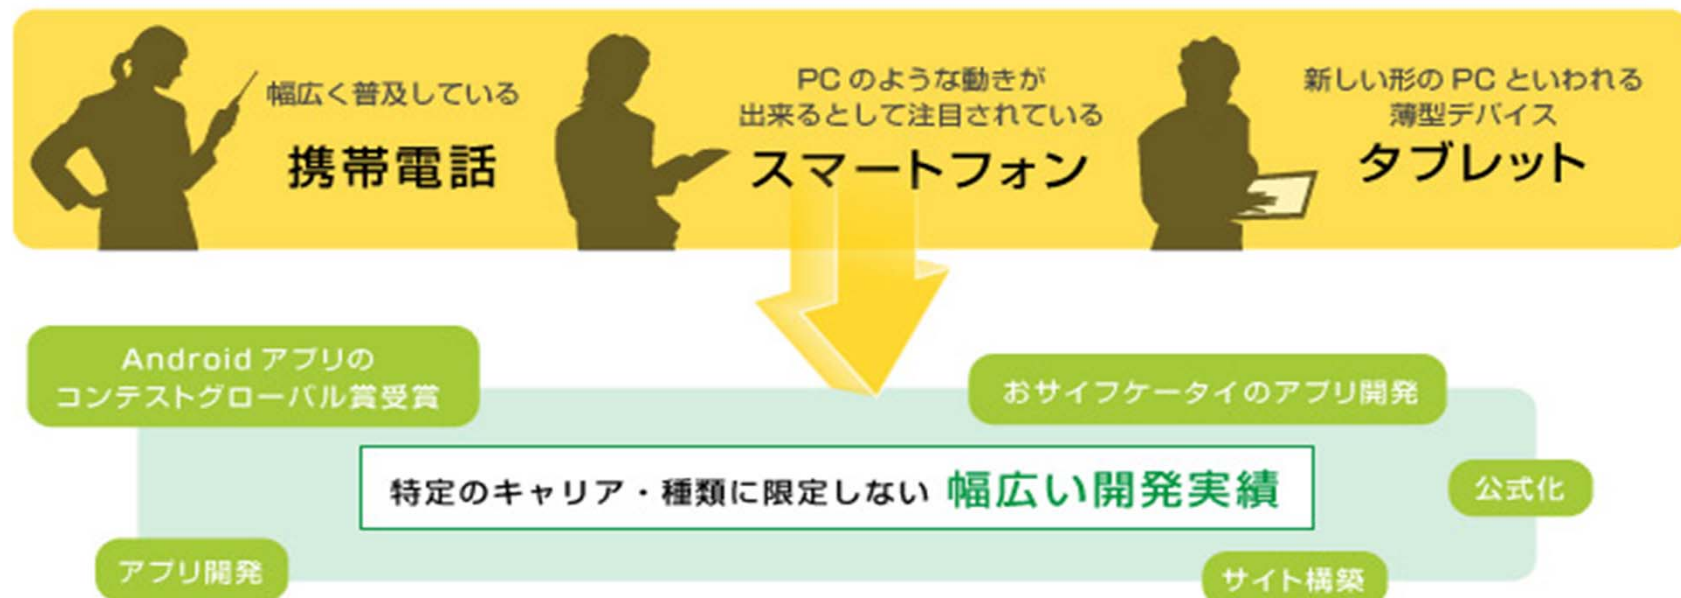 幅広く普及している
携帯電話
PC のような動きが
出来るとして注目されている
スマートフォン
新しい形の PC といわれる
薄型デバイス
タブレット
Android アプリの
コンテストグローバル賞受賞
おサイフケータイのアプリ開発
特定のキャリア・種類に限定しない 幅広い開発実績
公式化
アプリ開発
サイト構築